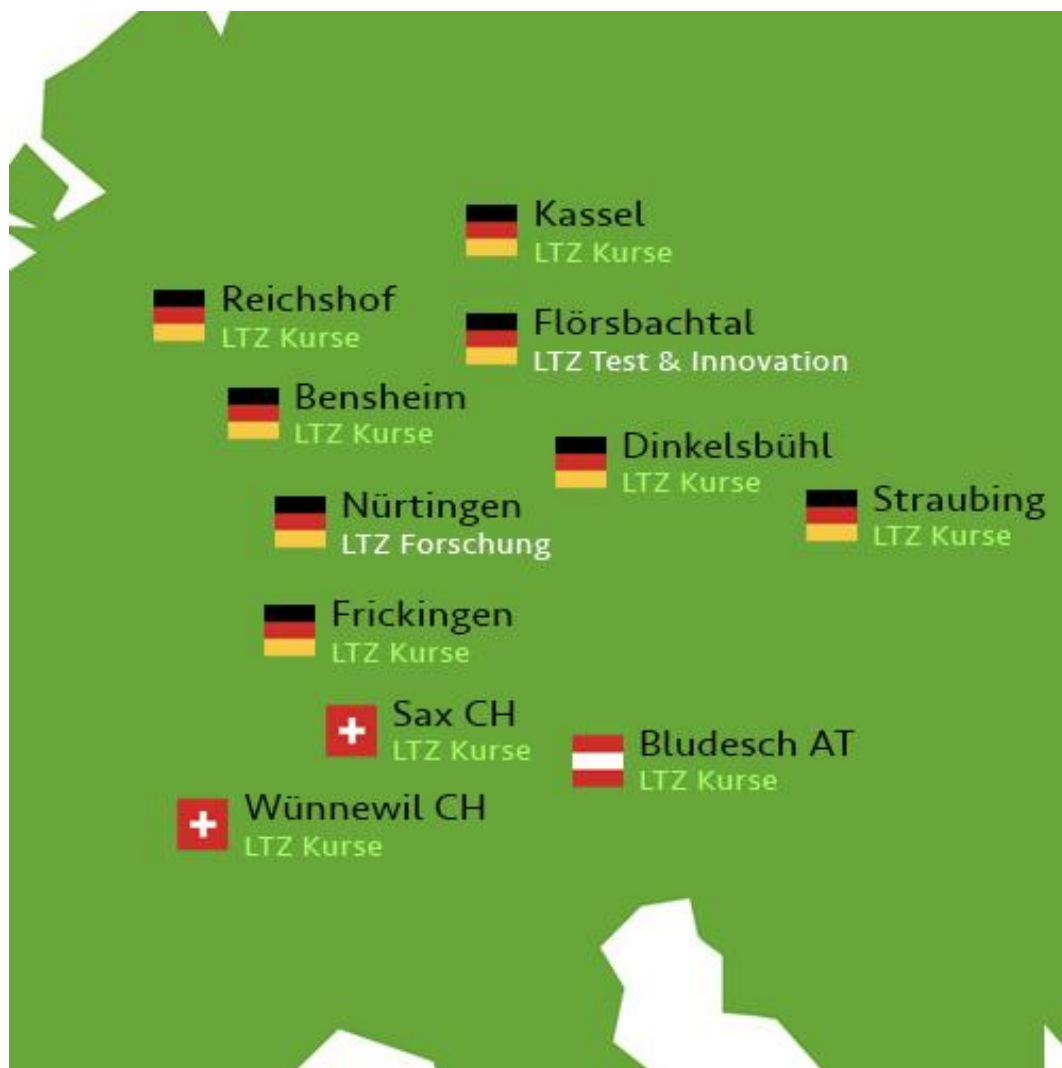 Kassel
LTZ Kurse
Reichshof
LTZ Kurse
Flörsbachtal
LTZ Test & Innovation
Bensheim
LTZ Kurse
Dinkelsbühl
LTZ Kurse
Straubing
LTZ Kurse
Nürtingen
LTZ Forschung
Frickingen
LTZ Kurse
Sax CH
LTZ Kurse
Bludesch AT
LTZ Kurse
Wünnewil CH
LTZ Kurse